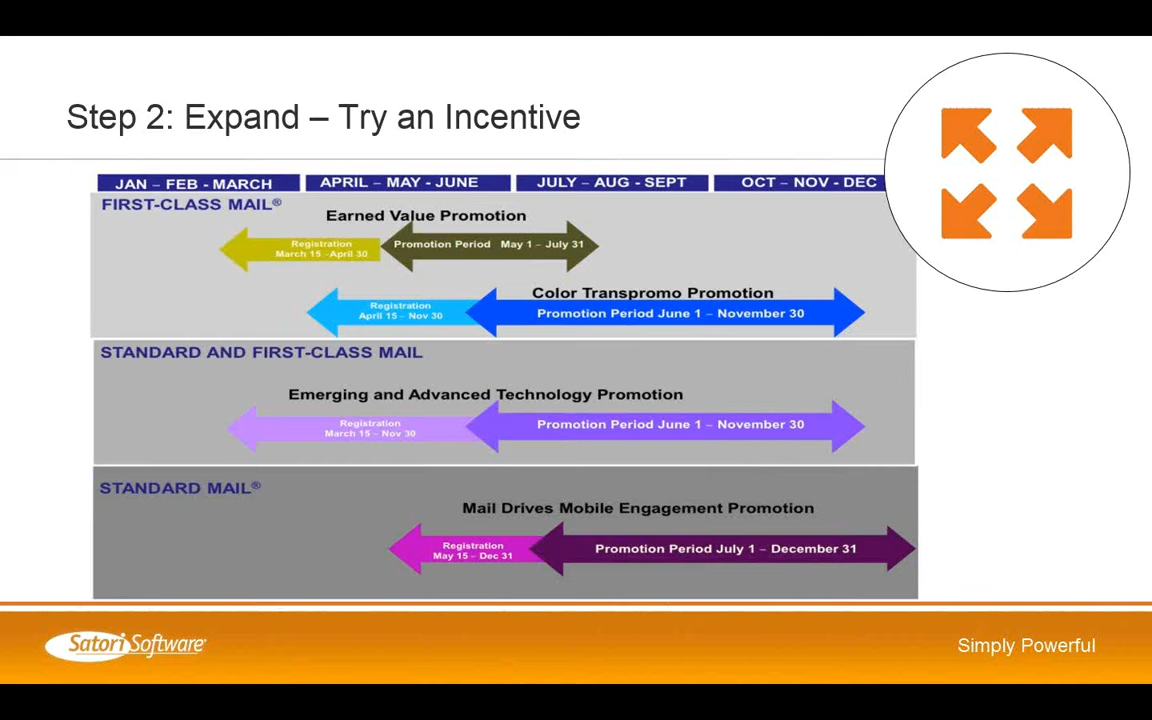 Step 2: Expand – Try an Incentive
JAN – FEB - MARCH
APRIL – MAY - JUNE
JULY – AUG - SEPT
OCT – NOV - DEC
FIRST-CLASS MAIL®
Earned Value Promotion
Registration
March 15 –April 30
Promotion Period May 1 – July 31
Color Transpromo Promotion
Registration
April 15 – Nov 30
Promotion Period June 1 – November 30
STANDARD AND FIRST-CLASS MAIL
Emerging and Advanced Technology Promotion
Registration
March 15 – Nov 30
Promotion Period June 1 – November 30
STANDARD MAIL®
Mail Drives Mobile Engagement Promotion
Registration
May 15 – Dec 31
Promotion Period July 1 – December 31
Satori Software®
Simply Powerful